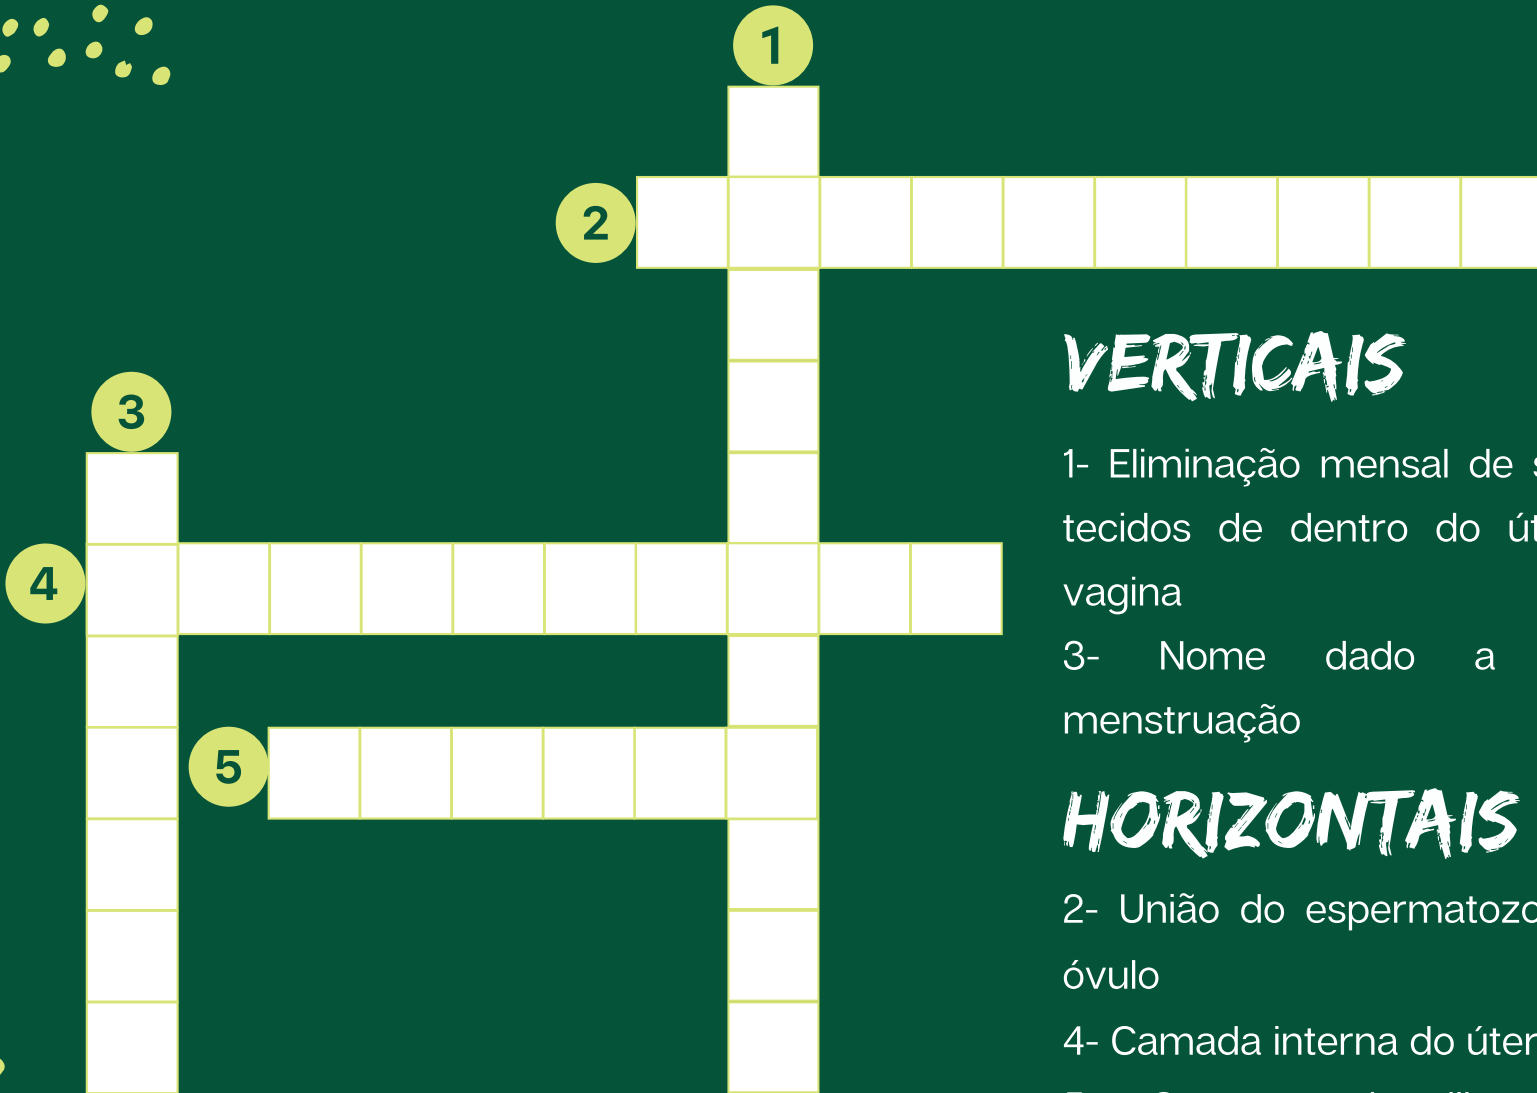 1
2
3
4
5
VERTICAIS
1- Eliminação mensal de
tecidos de dentro do
vagina
3- Nome dado a
menstruação
HORIZONTAIS
2- União do
óvulo
4- Camada interna do